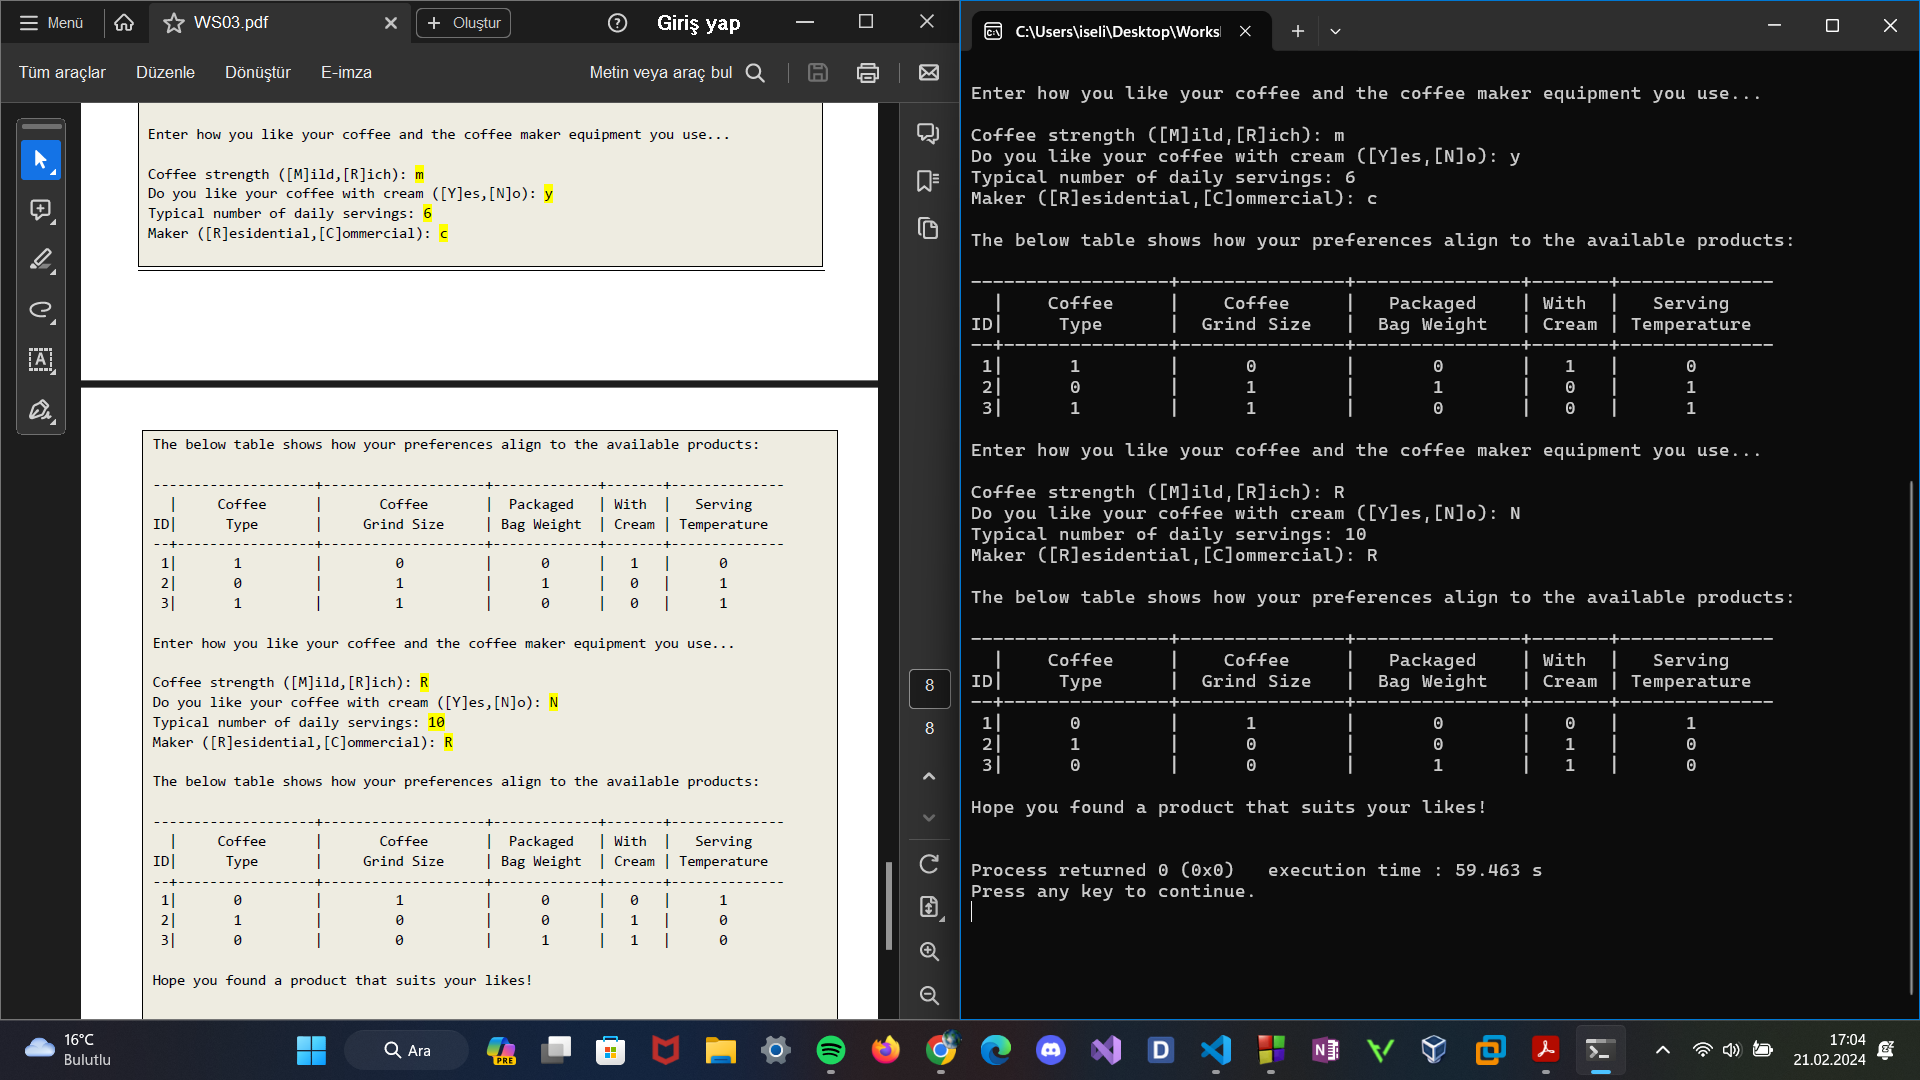 Menü
WS03.pdf
Oluştur
Giriş yap
Tüm araçlar
Düzenle
Dönüştür
E-imza
Metin veya araç bul
Enter how you like your coffee and the coffee maker equipment you use...
Coffee strength ([M]ild,[R]ich): m
Do you like your coffee with cream ([Y]es,[N]o): y
Typical number of daily servings: 6
Maker ([R]esidential,[C]ommercial): c
The below table shows how your preferences align to the available products:
--------------------+--------------------+--------------+-------+--------------
  |     Coffee      |       Coffee       |  Packaged   | With  |   Serving
ID|      Type       |     Grind Size     | Bag Weight  | Cream | Temperature
--+-----------------+--------------------+-------------+-------+--------------
 1|       1         |         0          |      0      |   1   |      0
 2|       0         |         1          |      1      |   0   |      1
 3|       1         |         1          |      0      |   0   |      1
Enter how you like your coffee and the coffee maker equipment you use...
Coffee strength ([M]ild,[R]ich): R
Do you like your coffee with cream ([Y]es,[N]o): N
Typical number of daily servings: 10
Maker ([R]esidential,[C]ommercial): R
The below table shows how your preferences align to the available products:
--------------------+--------------------+-------------+-------+--------------
  |     Coffee      |       Coffee       |  Packaged   | With  |   Serving
ID|      Type       |     Grind Size     | Bag Weight  | Cream | Temperature
--+-----------------+--------------------+-------------+-------+--------------
 1|       0         |         1          |      0      |   0   |      1
 2|       1         |         0          |      0      |   1   |      0
 3|       0         |         0          |      1      |   1   |      0
Hope you found a product that suits your likes!
8
8
C:\Users\iseli\Desktop\Works
Enter how you like your coffee and the coffee maker equipment you use...
Coffee strength ([M]ild,[R]ich): m
Do you like your coffee with cream ([Y]es,[N]o): y
Typical number of daily servings: 6
Maker ([R]esidential,[C]ommercial): c
The below table shows how your preferences align to the available products:
------------------+---------------+---------------+-------+--------------
  |    Coffee     |    Coffee     |   Packaged    | With  |   Serving
ID|     Type      |  Grind Size   |  Bag Weight   | Cream | Temperature
--+---------------+---------------+---------------+-------+--------------
 1|      1        |      0        |       0       |   1   |      0
 2|      0        |      1        |       1       |   0   |      1
 3|      1        |      1        |       0       |   0   |      1
Enter how you like your coffee and the coffee maker equipment you use...
Coffee strength ([M]ild,[R]ich): R
Do you like your coffee with cream ([Y]es,[N]o): N
Typical number of daily servings: 10
Maker ([R]esidential,[C]ommercial): R
The below table shows how your preferences align to the available products:
------------------+---------------+---------------+-------+--------------
  |    Coffee     |    Coffee     |   Packaged    | With  |   Serving
ID|     Type      |  Grind Size   |  Bag Weight   | Cream | Temperature
--+---------------+---------------+---------------+-------+--------------
 1|      0        |      1        |       0       |   0   |      1
 2|      1        |      0        |       0       |   1   |      0
 3|      0        |      0        |       1       |   1   |      0
Hope you found a product that suits your likes!
Process returned 0 (0x0)   execution time : 59.463 s
Press any key to continue.
16°C
Bulutlu
Ara
PRE
17:04
21.02.2024